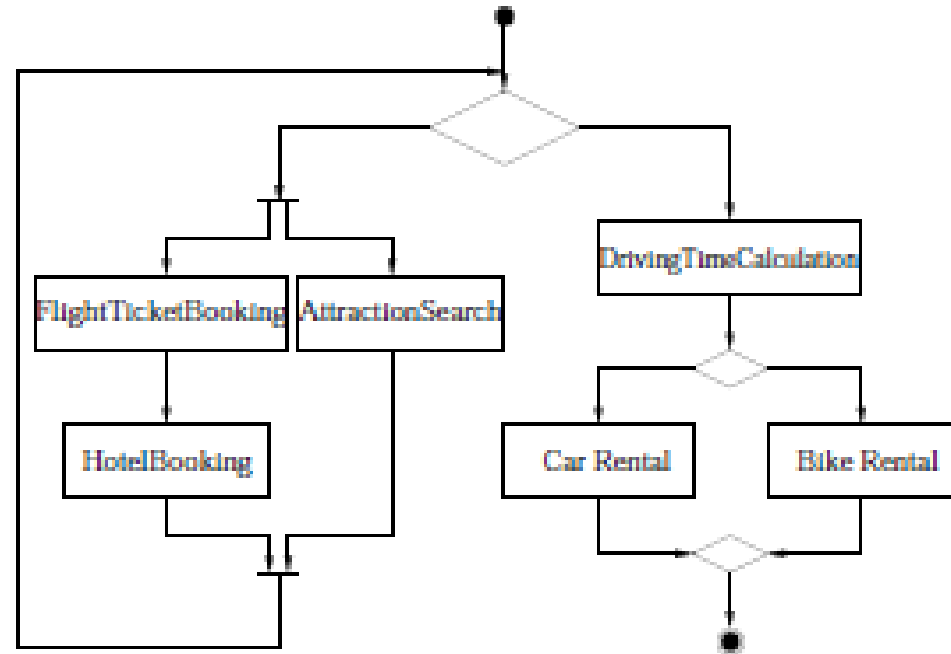 DrivingTimeCalculation
FlightTicketBooking
AttractionSearch
HotelBooking
Car Rental
Bike Rental